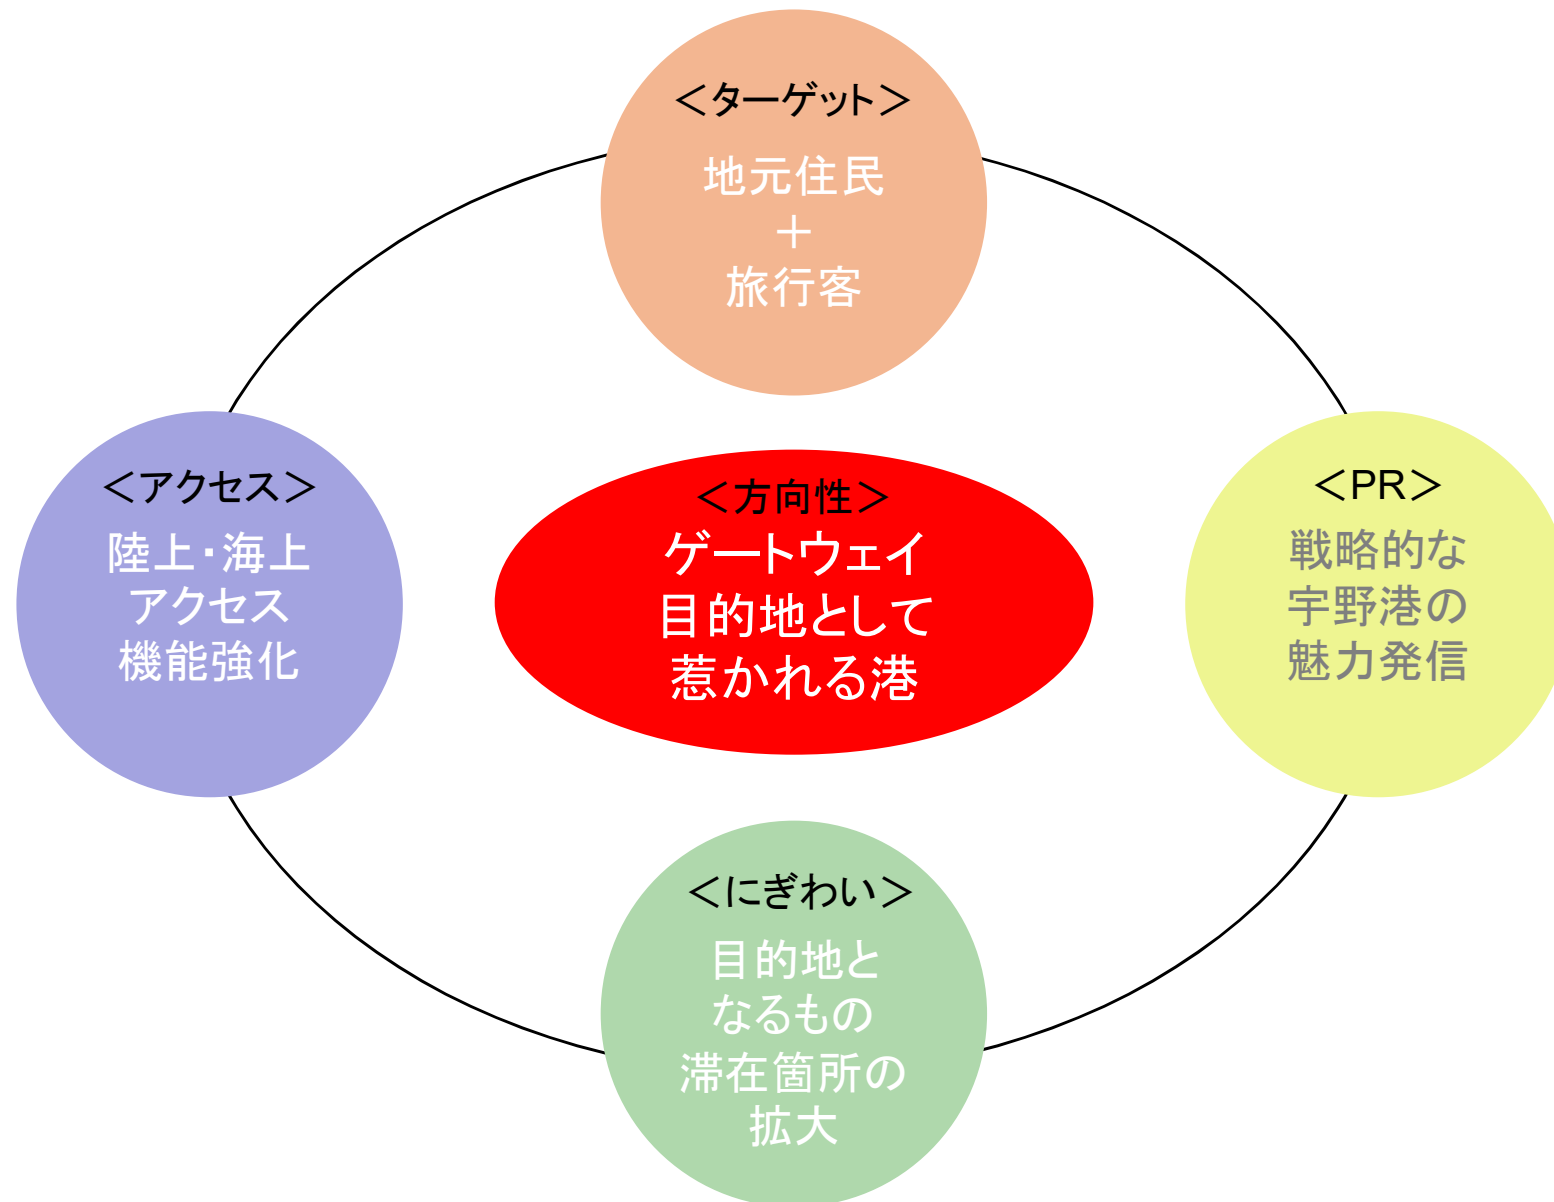 ＜ターゲット＞
地元住民
＋
旅行客
＜アクセス＞
陸上・海上
アクセス
機能強化
＜方向性＞
ゲートウェイ
目的地として
惹かれる港
＜PR＞
戦略的な
宇野港の
魅力発信
＜にぎわい＞
目的地と
なるもの
滞在箇所の
拡大